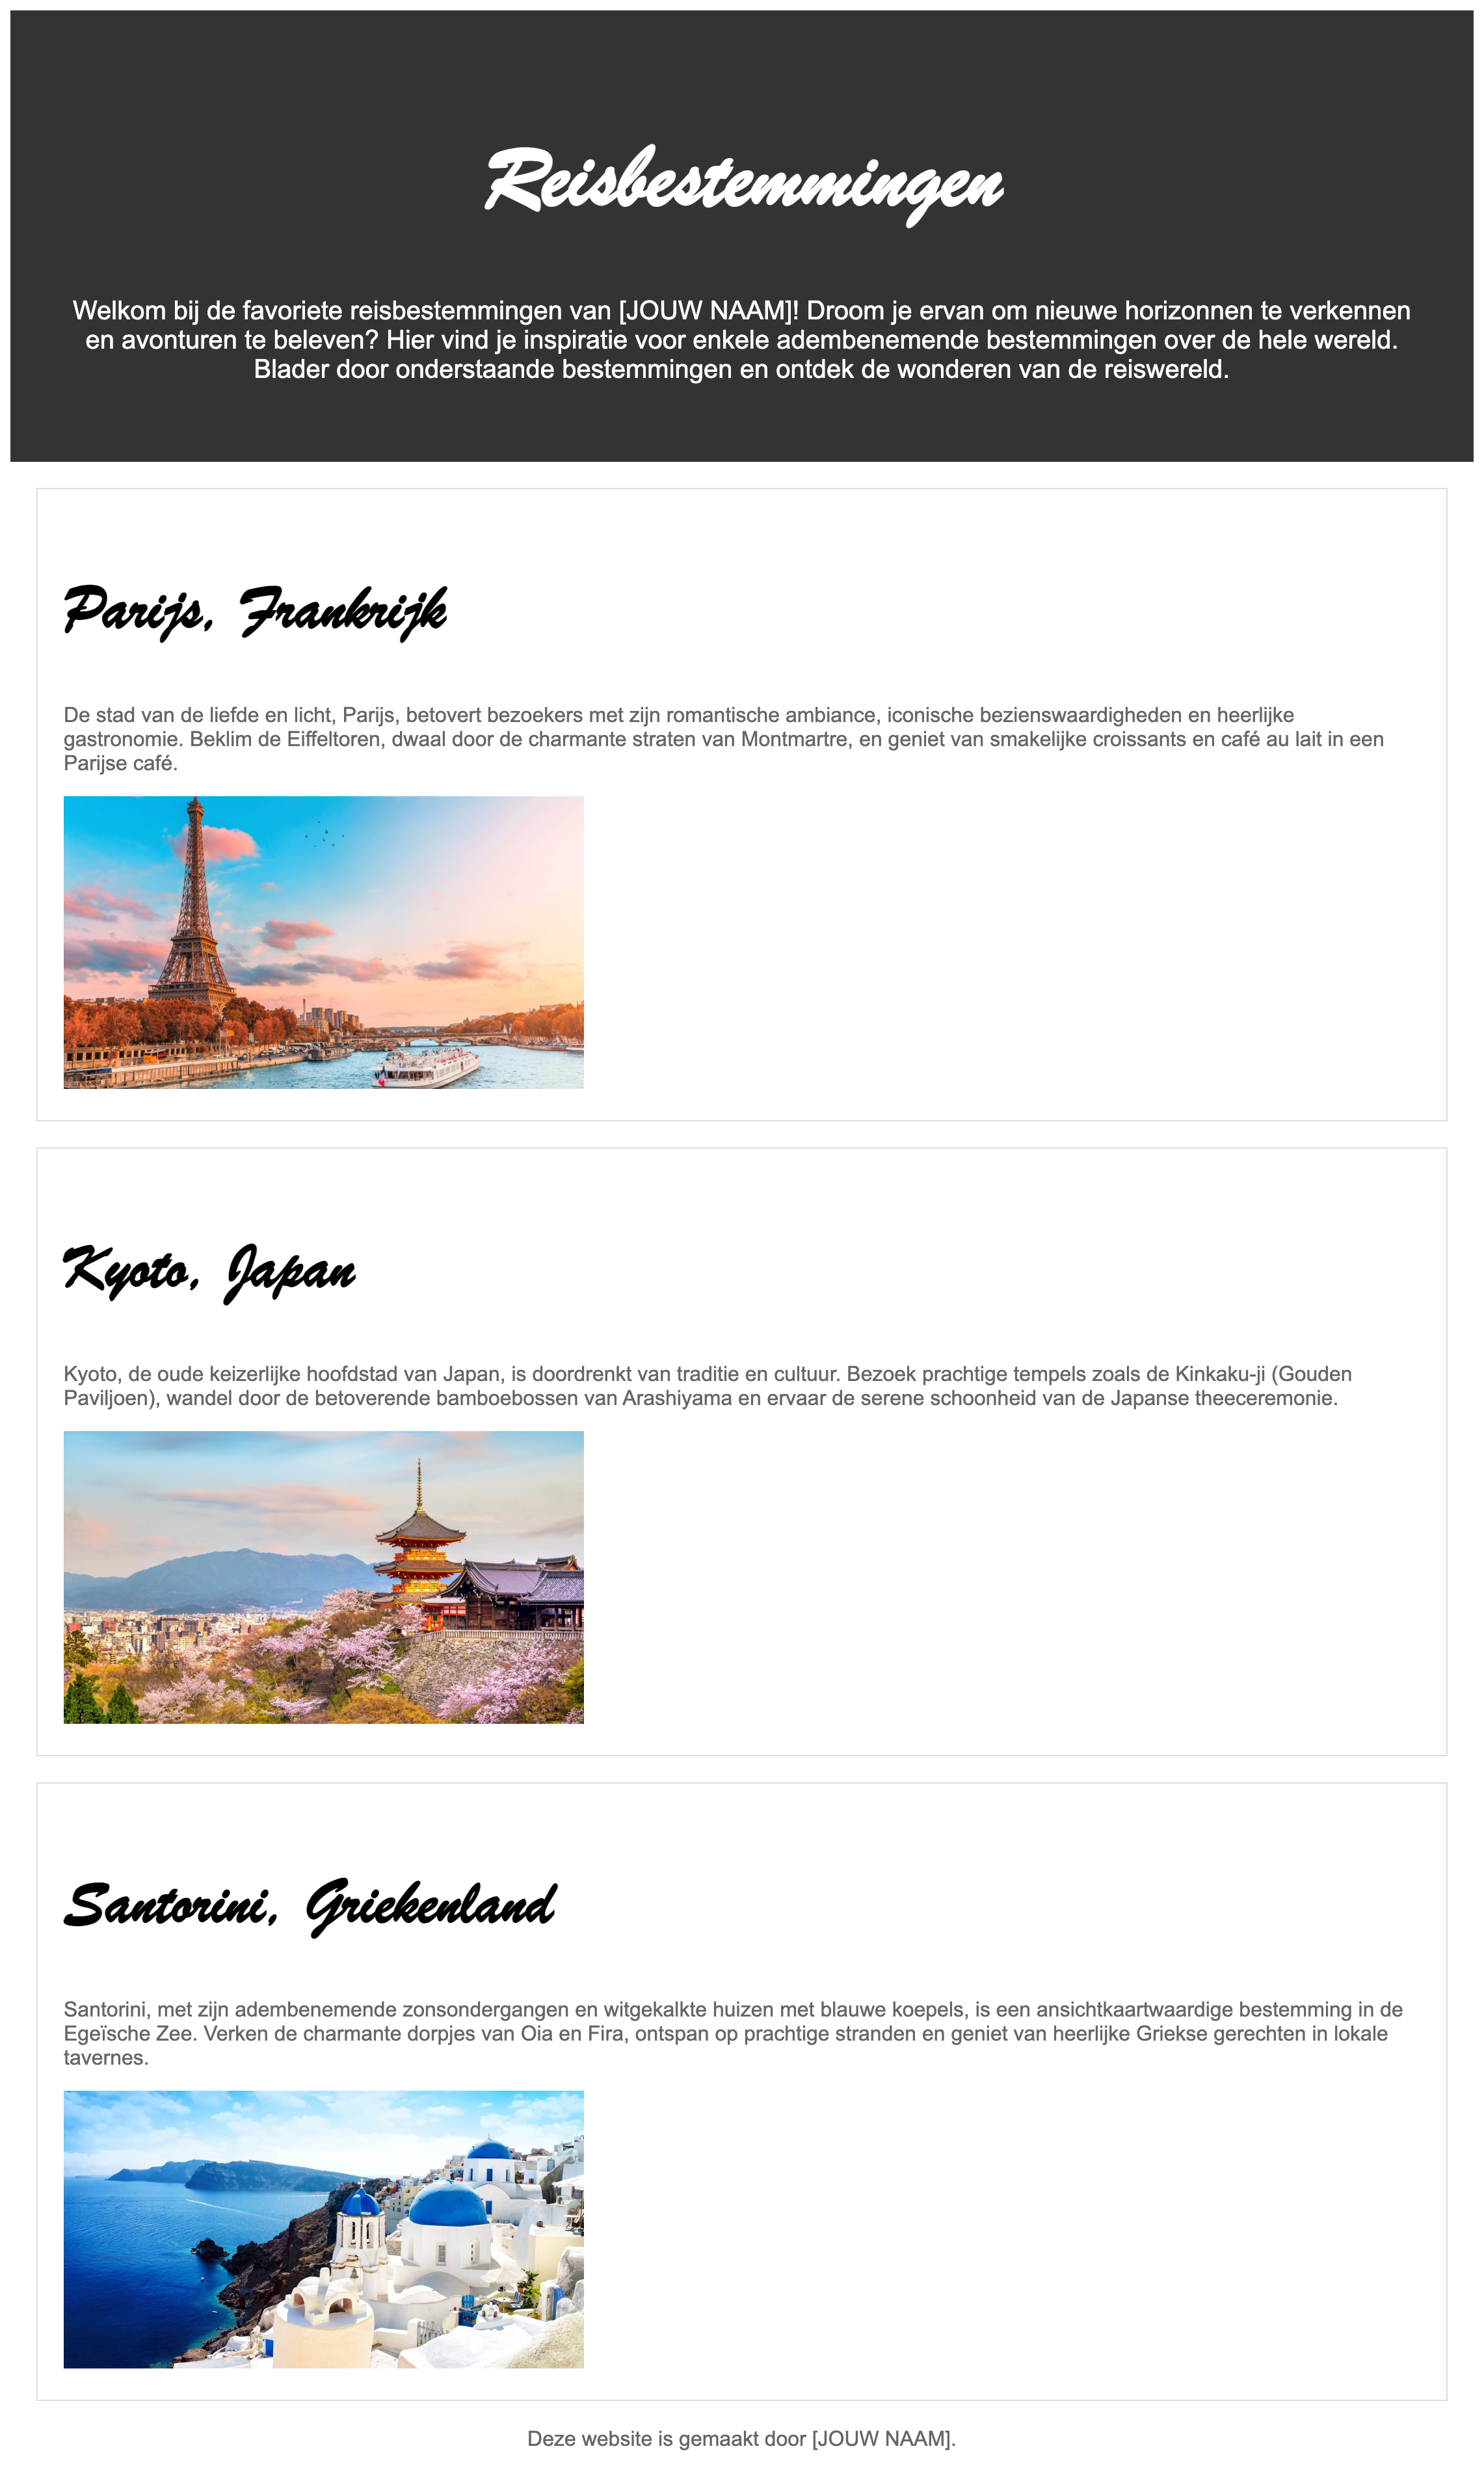 Reisbestemmingen
Welkom bij de favoriete reisbestemmingen van [JOUW NAAM]! Droom je ervan om nieuwe horizonnen te verkennen
en avonturen te beleven? Hier vind je inspiratie voor enkele adembenemende bestemmingen over de hele wereld.
Blader door onderstaande bestemmingen en ontdek de wonderen van de reiswereld.
Parijs, Frankrijk
De stad van de liefde en licht, Parijs, betovert bezoekers met zijn romantische ambiance, iconische bezienswaardigheden en heerlijke
gastronomie. Beklim de Eiffeltoren, dwaal door de charmante straten van Montmartre, en geniet van smakelijke croissants en café au lait in een
Parijse café.
Kyoto, Japan
Kyoto, de oude keizerlijke hoofdstad van Japan, is doordrenkt van traditie en cultuur. Bezoek prachtige tempels zoals de Kinkaku-ji (Gouden
Paviljoen), wandel door de betoverende bamboebossen van Arashiyama en ervaar de serene schoonheid van de Japanse theeceremonie.
Santorini, Griekenland
Santorini, met zijn adembenemende zonsondergangen en witgekalkte huizen met blauwe koepels, is een ansichtkaartwaardige bestemming in de
Egeïsche Zee. Verken de charmante dorpjes van Oia en Fira, ontspan op prachtige stranden en geniet van heerlijke Griekse gerechten in lokale
tavernes.
Deze website is gemaakt door [JOUW NAAM].